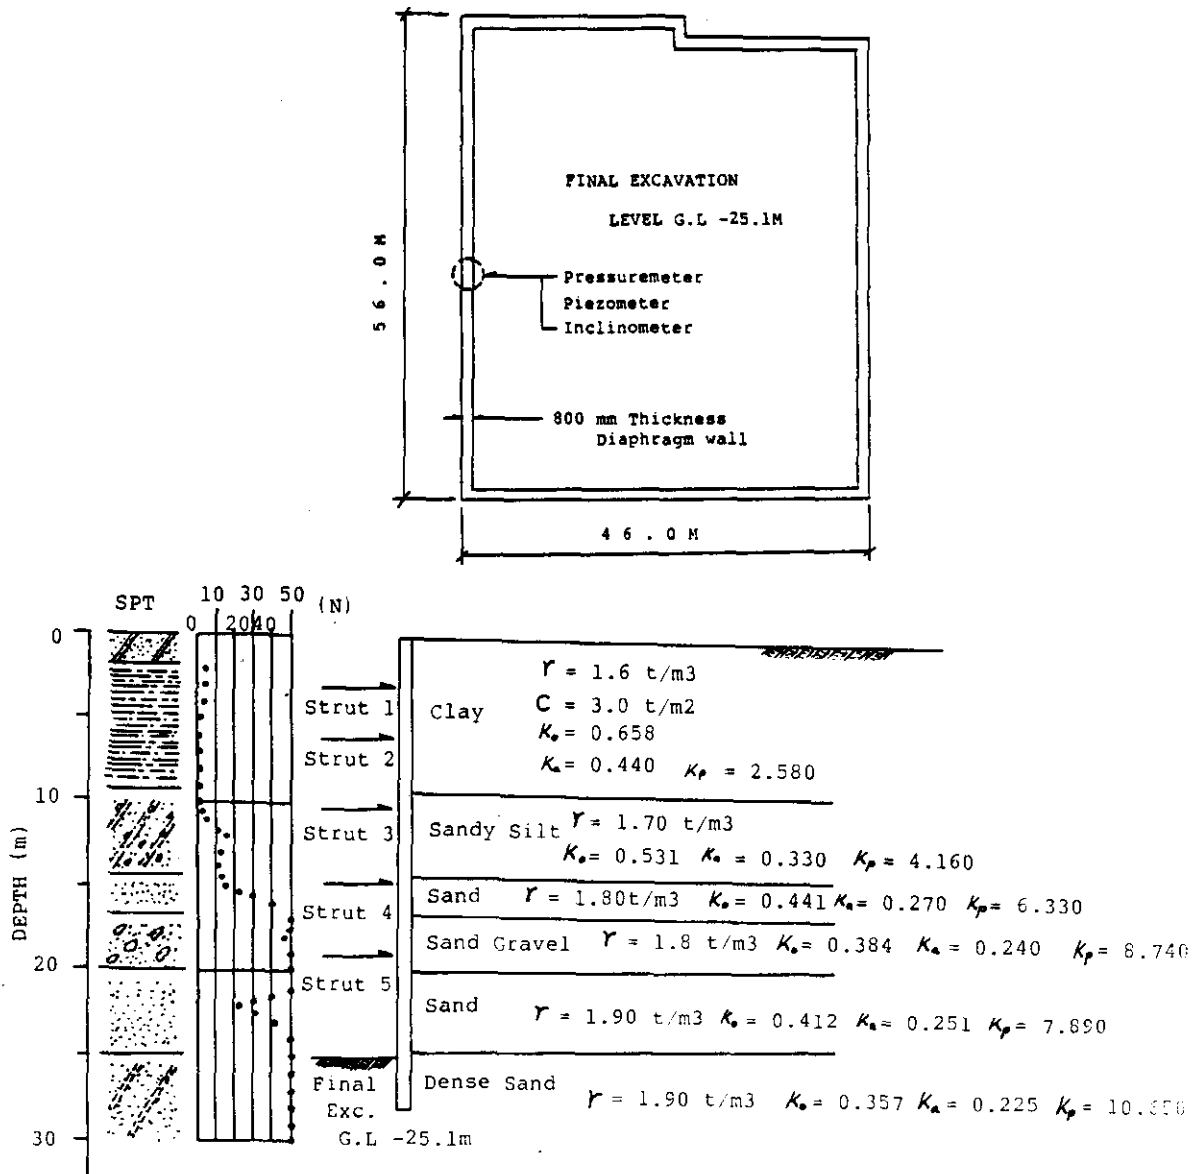 FINAL EXCAVATION
LEVEL G.L -25.1M
56.0M
Pressuremeter
Piezometer
Inclinometer
800 mm Thickness
Diaphragm wall
46.0M
SPT
10 30 50 (N)
0 20 40
0
10
20
30
DEPTH (m)
Strut 1
Strut 2
Strut 3
Strut 4
Strut 5
Final
Exc.
G.L -25.1m
Clay
γ = 1.6 t/m3
C = 3.0 t/m2
K₀ = 0.658
Kₐ = 0.440 Kₚ = 2.580
Sandy Silt γ = 1.70 t/m3
K₀ = 0.531 Kₐ = 0.330 Kₚ = 4.160
Sand γ = 1.80t/m3 K₀ = 0.441 Kₐ = 0.270 Kₚ = 6.330
Sand Gravel γ = 1.8 t/m3 K₀ = 0.384 Kₐ = 0.240 Kₚ = 8.740
Sand γ = 1.90 t/m3 K₀ = 0.412 Kₐ = 0.251 Kₚ = 7.890
Dense Sand
γ = 1.90 t/m3 K₀ = 0.357 Kₐ = 0.225 Kₚ =